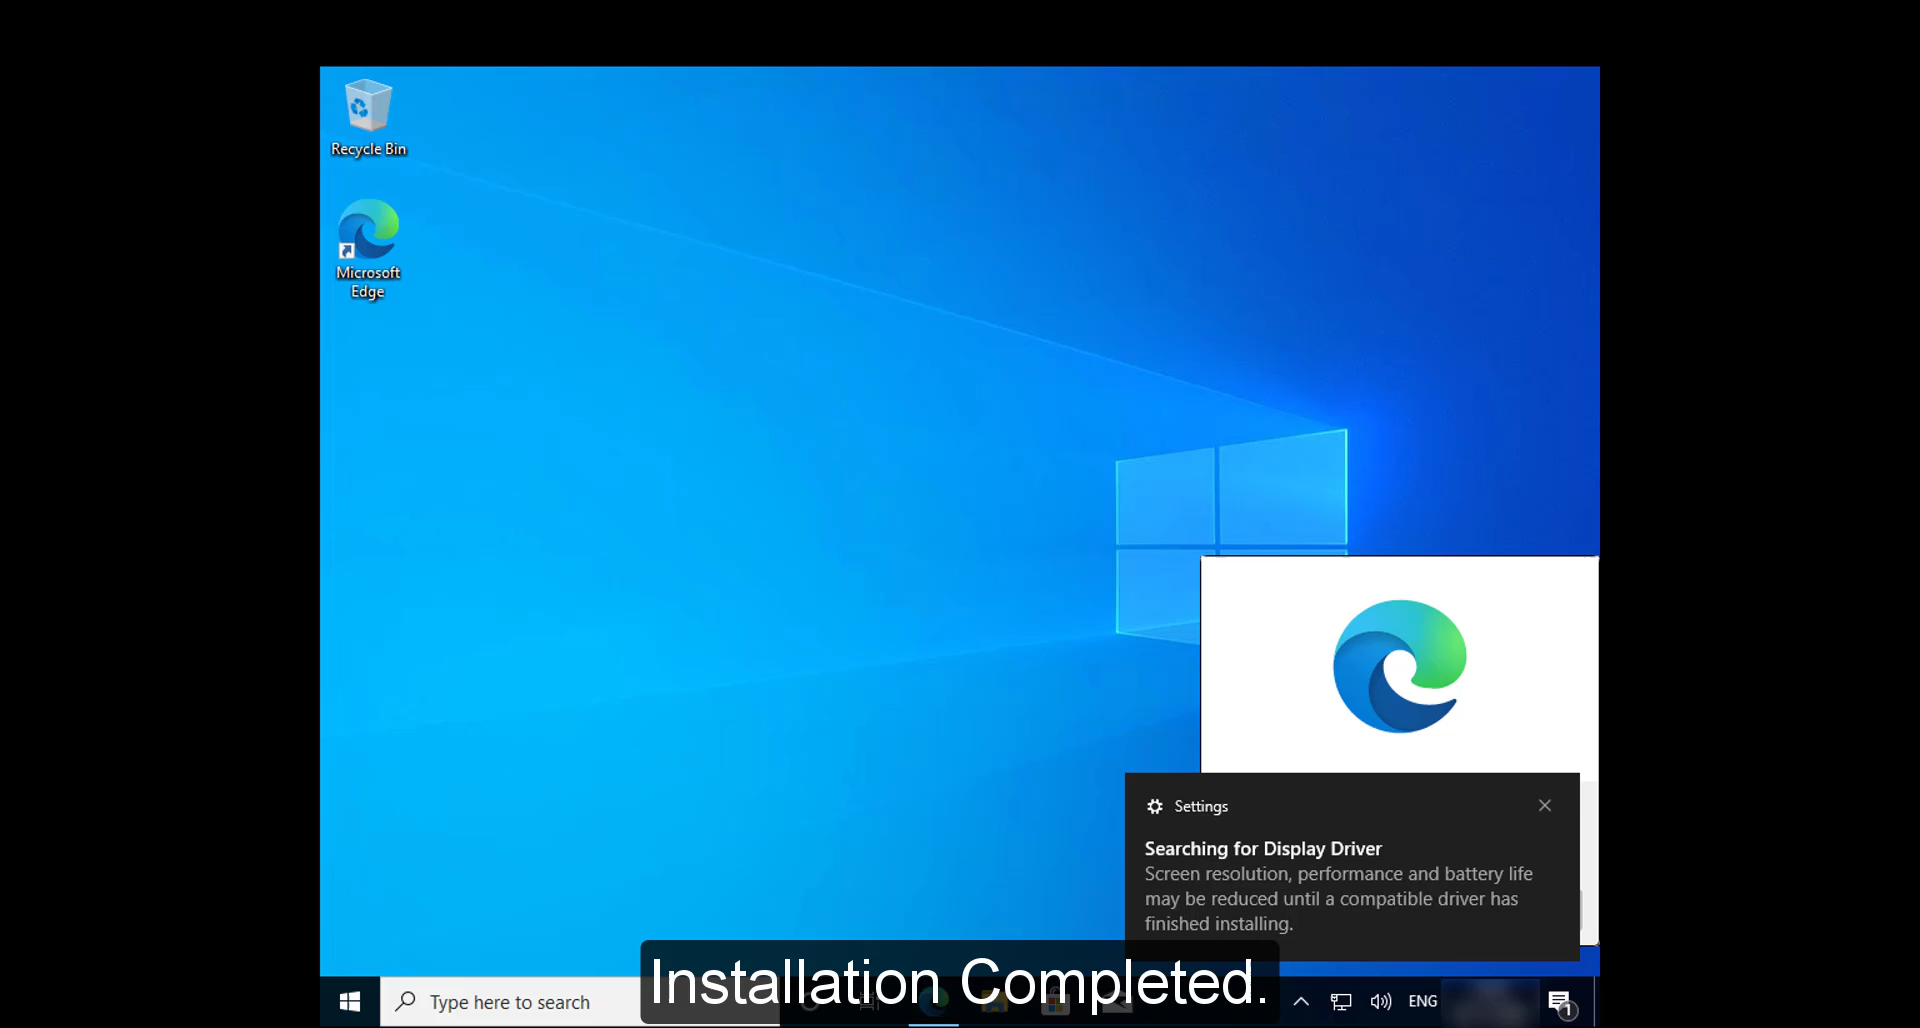 Recycle Bin
Microsoft
Edge
Settings
Searching for Display Driver
Screen resolution, performance and battery life
may be reduced until a compatible driver has
finished installing.
Installation Completed.
Type here to search
ENG
1